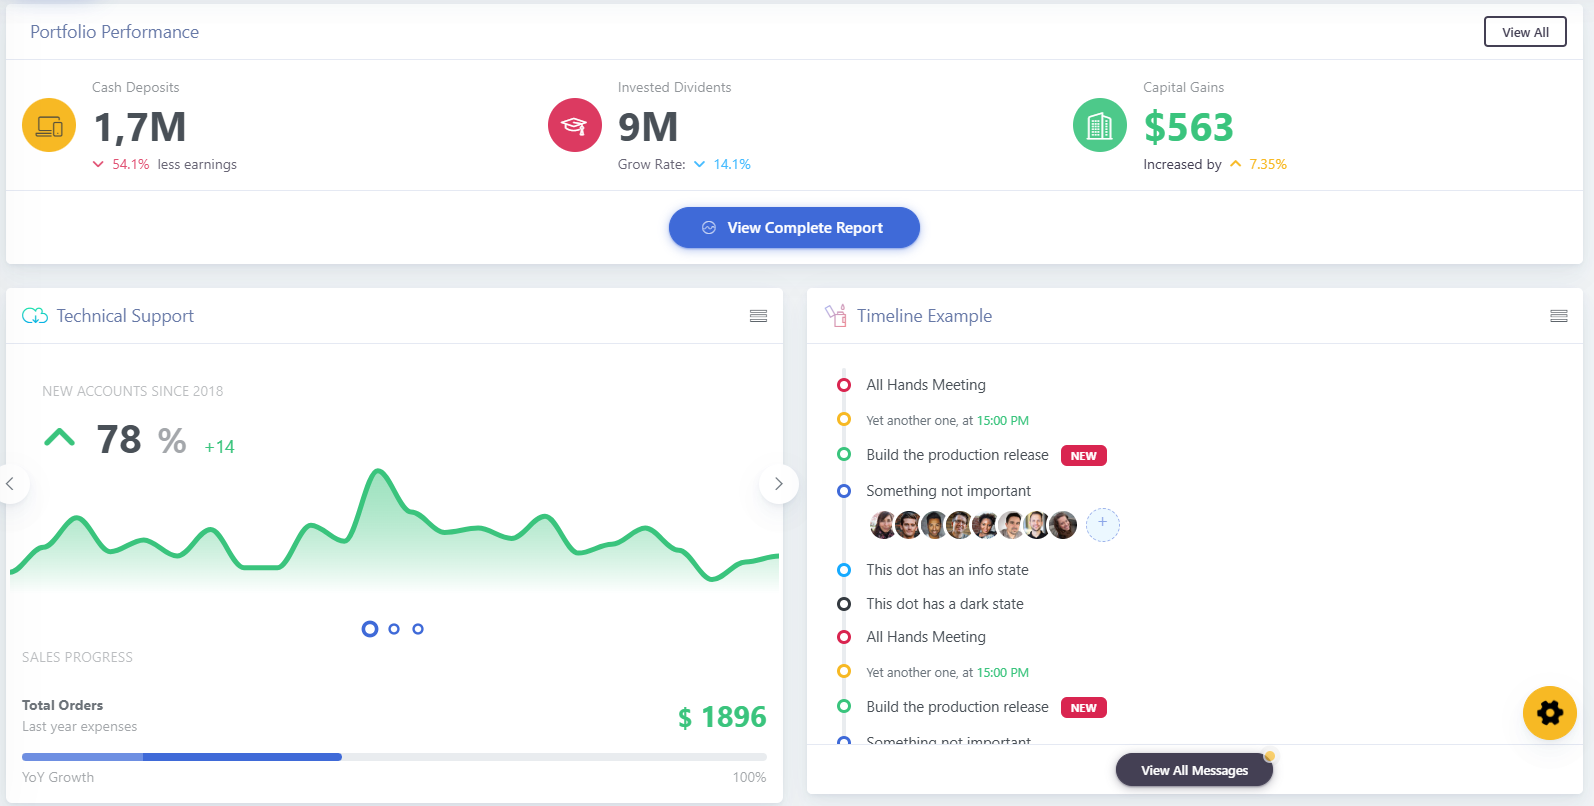 Portfolio Performance
View All
Cash Deposits
1,7M
54.1% less earnings
Invested Dividents
9M
Grow Rate: 14.1%
Capital Gains
$563
Increased by 7.35%
View Complete Report
Technical Support
NEW ACCOUNTS SINCE 2018
78 % +14
SALES PROGRESS
Total Orders
Last year expenses
$ 1896
YoY Growth
100%
Timeline Example
All Hands Meeting
Yet another one, at 15:00 PM
Build the production release NEW
Something not important
+
This dot has an info state
This dot has a dark state
All Hands Meeting
Yet another one, at 15:00 PM
Build the production release NEW
Something not important
View All Messages